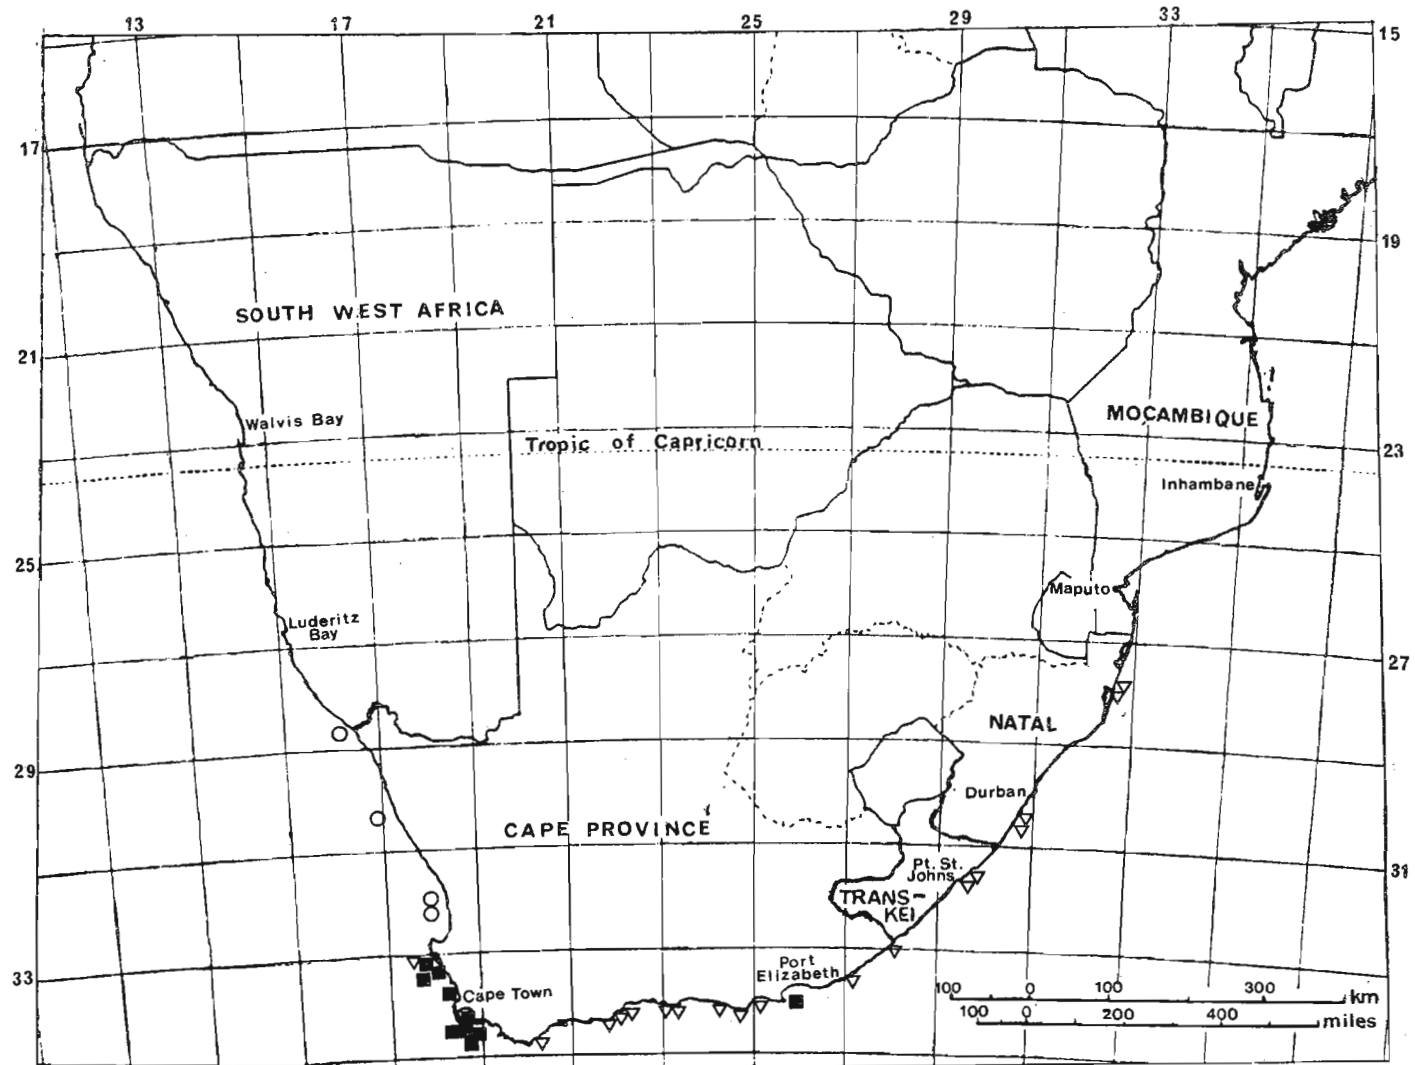 13 17 21 25 29 33
15
17
19
SOUTH WEST AFRICA
21
Walvis Bay
MOCAMBIQUE
Tropic of Capricorn
23
Inhambane
25
Maputo
Luderitz
Bay
27
NATAL
29
Durban
CAPE PROVINCE
Pt. St.
Johns
31
TRANS-
KEI
Port
Elizabeth
33
Cape Town
100 0 100 300 km
100 0 200 400 miles